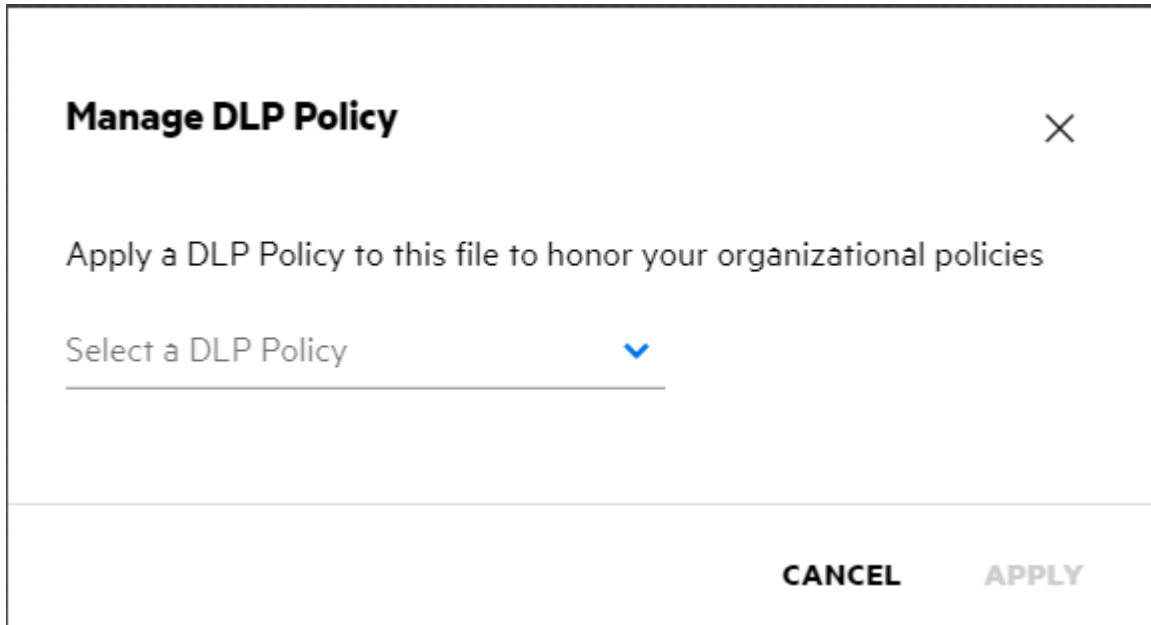 Manage DLP Policy
Apply a DLP Policy to this file to honor your organizational policies
Select a DLP Policy
CANCEL APPLY